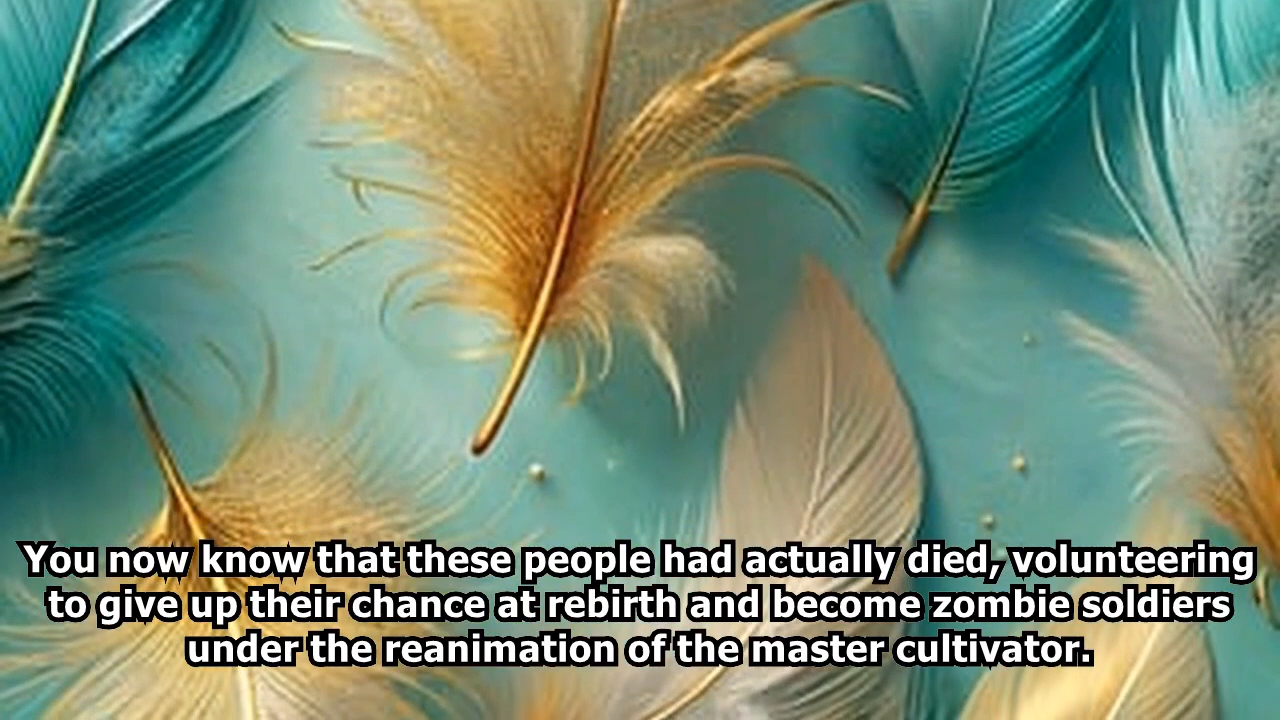 You now know that these people had actually died, volunteering
to give up their chance at rebirth and become zombie soldiers
under the reanimation of the master cultivator.